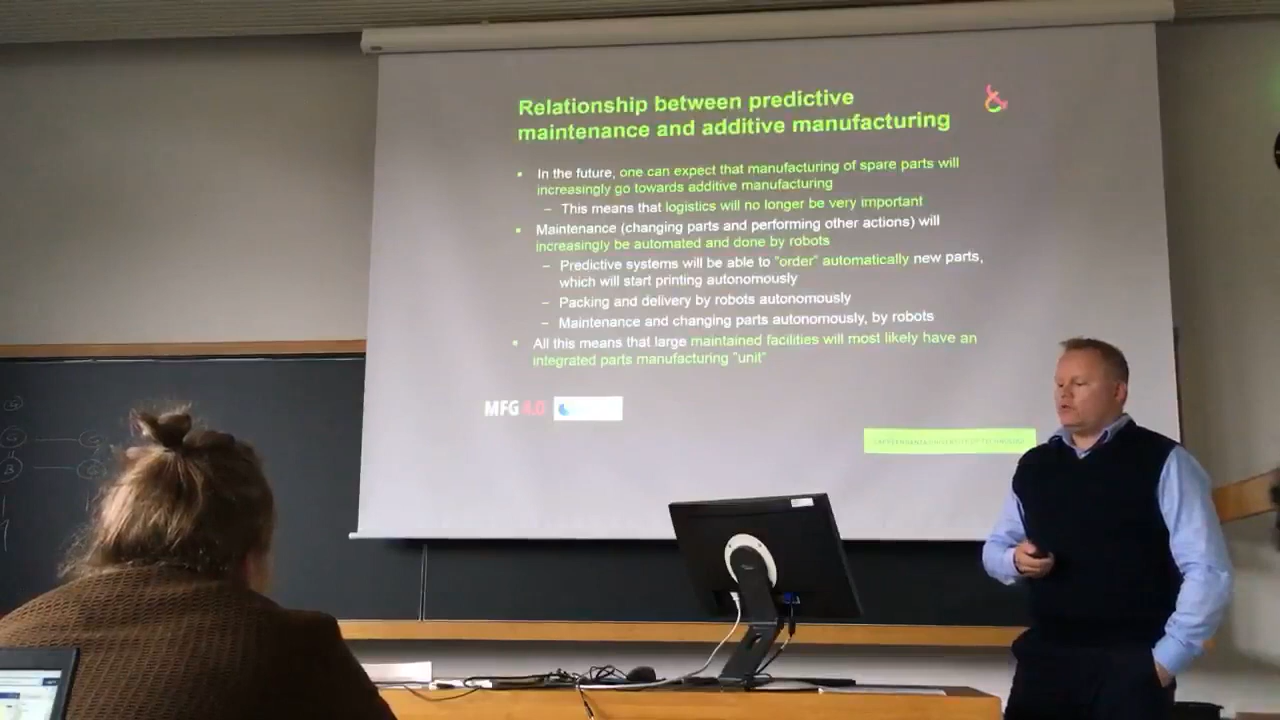 Relationship between predictive
maintenance and additive manufacturing
&
• In the future, one can expect that manufacturing of spare parts will
increasingly go towards additive manufacturing
– This means that logistics will no longer be very important
• Maintenance (changing parts and performing other actions) will
increasingly be automated and done by robots
– Predictive systems will be able to "order" automatically new parts,
which will start printing autonomously
– Packing and delivery by robots autonomously
– Maintenance and changing parts autonomously, by robots
• All this means that large maintained facilities will most likely have an
integrated parts manufacturing "unit"
MFG 4.0
LAPPEENRANTA UNIVERSITY OF TECHNOLOGY